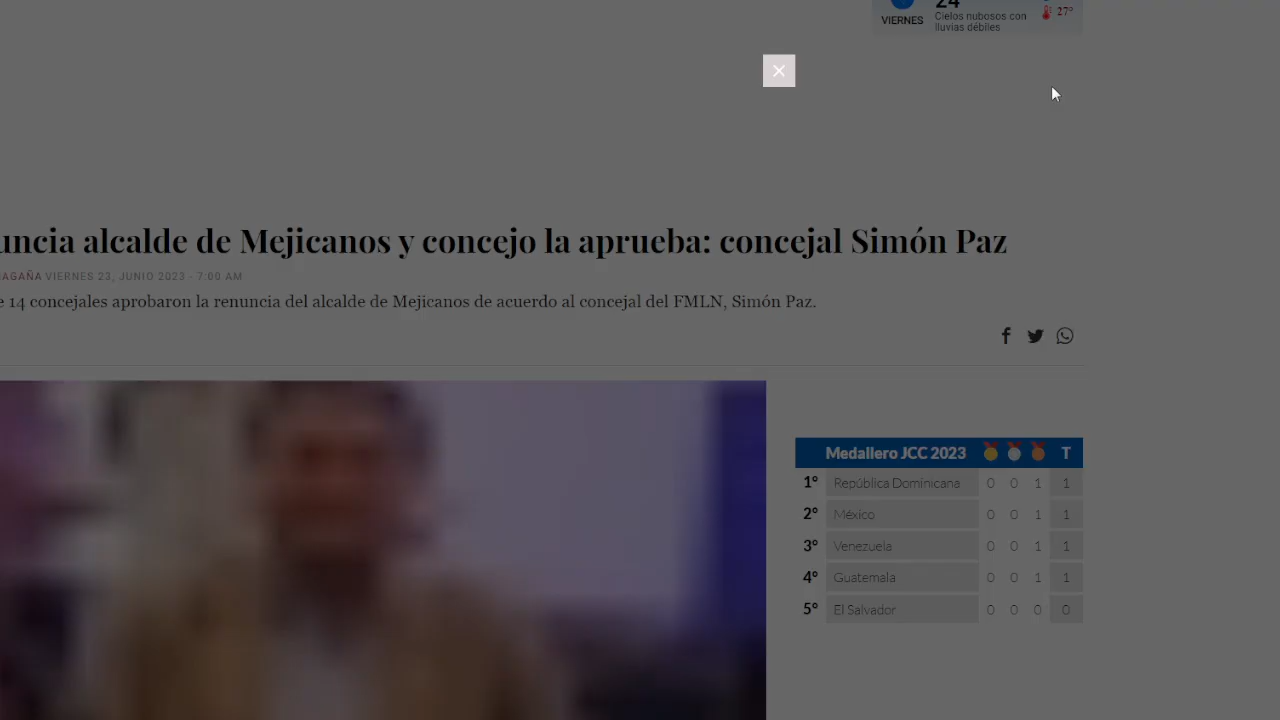 24
VIERNES
Cielos nubosos con
lluvias débiles
27°
uncia alcalde de Mejicanos y concejo la aprueba: concejal Simón Paz
AGAÑA VIERNES 23, JUNIO 2023 - 7:00 AM
e 14 concejales aprobaron la renuncia del alcalde de Mejicanos de acuerdo al concejal del FMLN, Simón Paz.
Medallero JCC 2023 T
1° República Dominicana 0 0 1 1
2° México 0 0 1 1
3° Venezuela 0 0 1 1
4° Guatemala 0 0 1 1
5° El Salvador 0 0 0 0